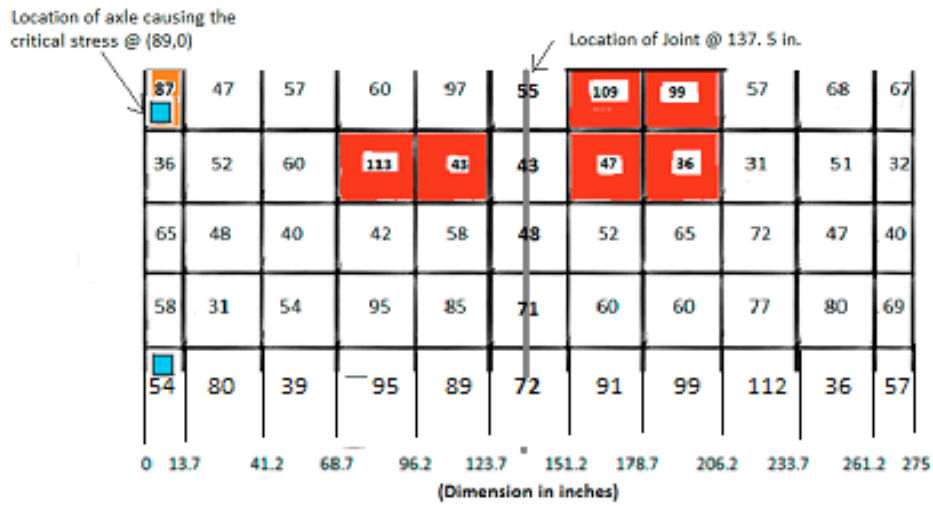 Location of axle causing the
critical stress @ (89,0)
Location of Joint @ 137. 5 in.
87 47 57 60 97 55 109 99 57 68 67
36 52 60 113 43 43 47 36 31 51 32
65 48 40 42 58 48 52 65 72 47 40
58 31 54 95 85 71 60 60 77 80 69
54 80 39 95 89 72 91 99 112 36 57
0 13.7 41.2 68.7 96.2 123.7 151.2 178.7 206.2 233.7 261.2 275
(Dimension in inches)